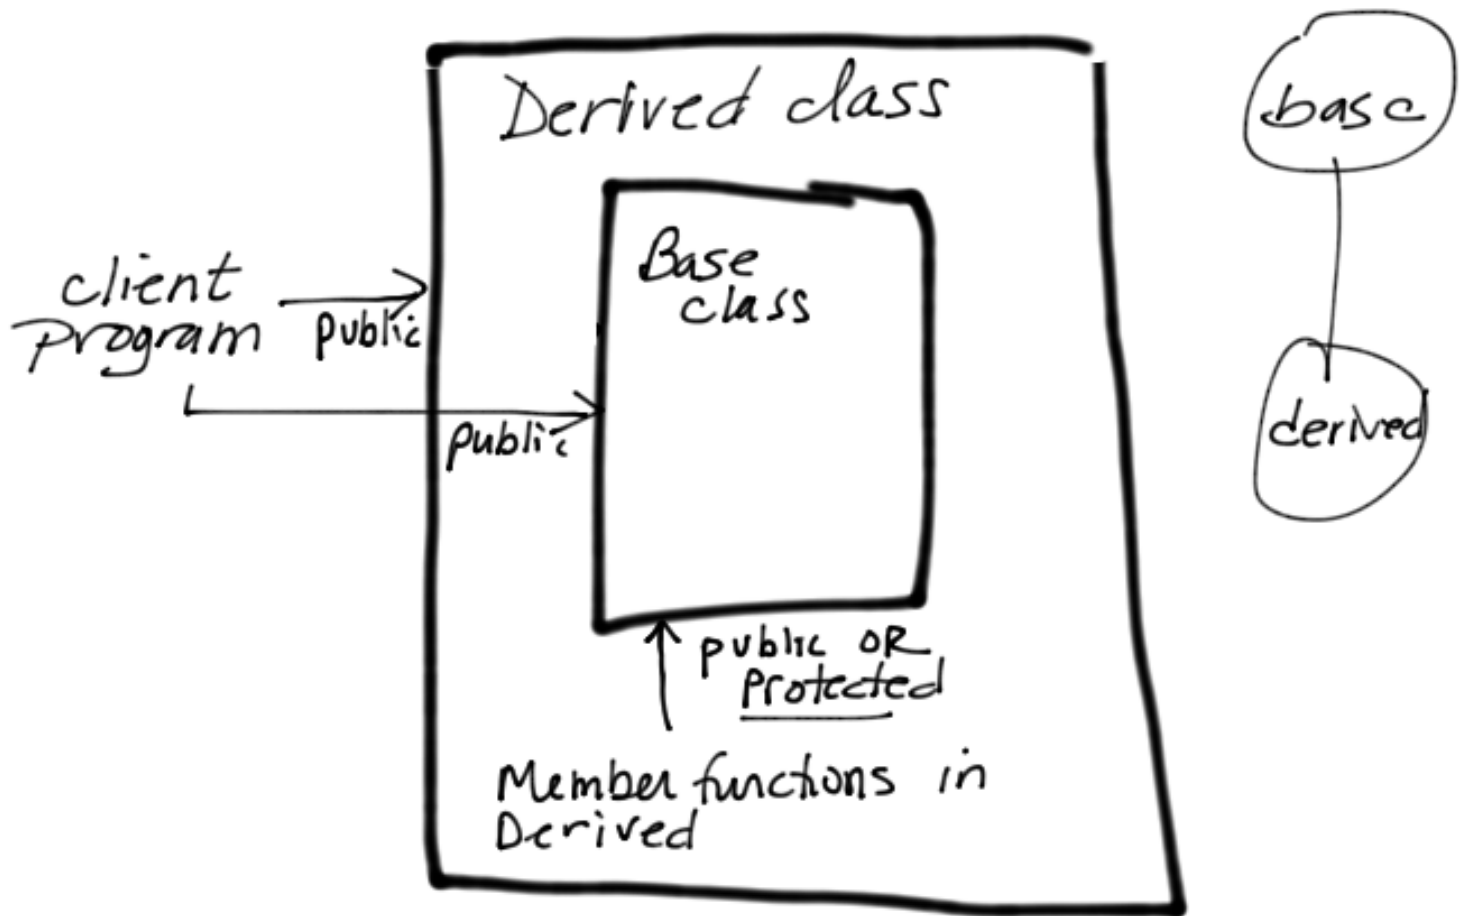 Derived class
Base
class
client
program
public
public
public OR
Protected
Member functions in
Derived
base
derived